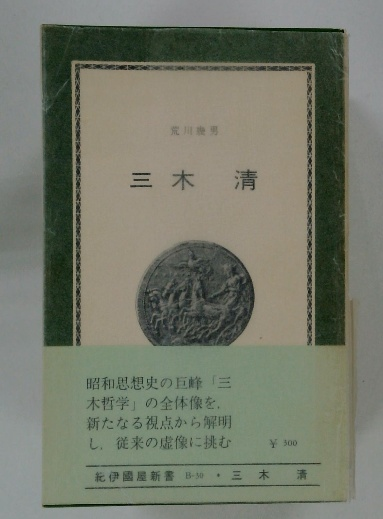 荒川幾男
三木 清
昭和思想史の巨峰「三
木哲学」の全体像を,
新たなる視点から解明
し, 従来の虚像に挑む
¥ 300
紀伊國屋新書 B-30 • 三 木 清